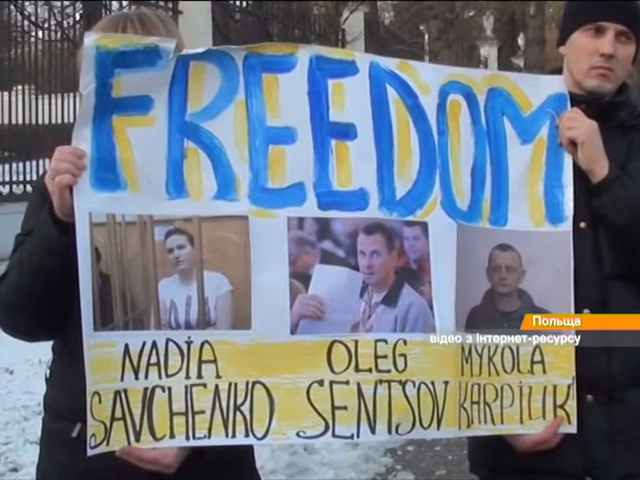 FREEDOM
NADIA SAVCHENKO
OLEG SENTSOV
MYKOLA KARPIUK
Польща
відео з інтернет-ресурсу